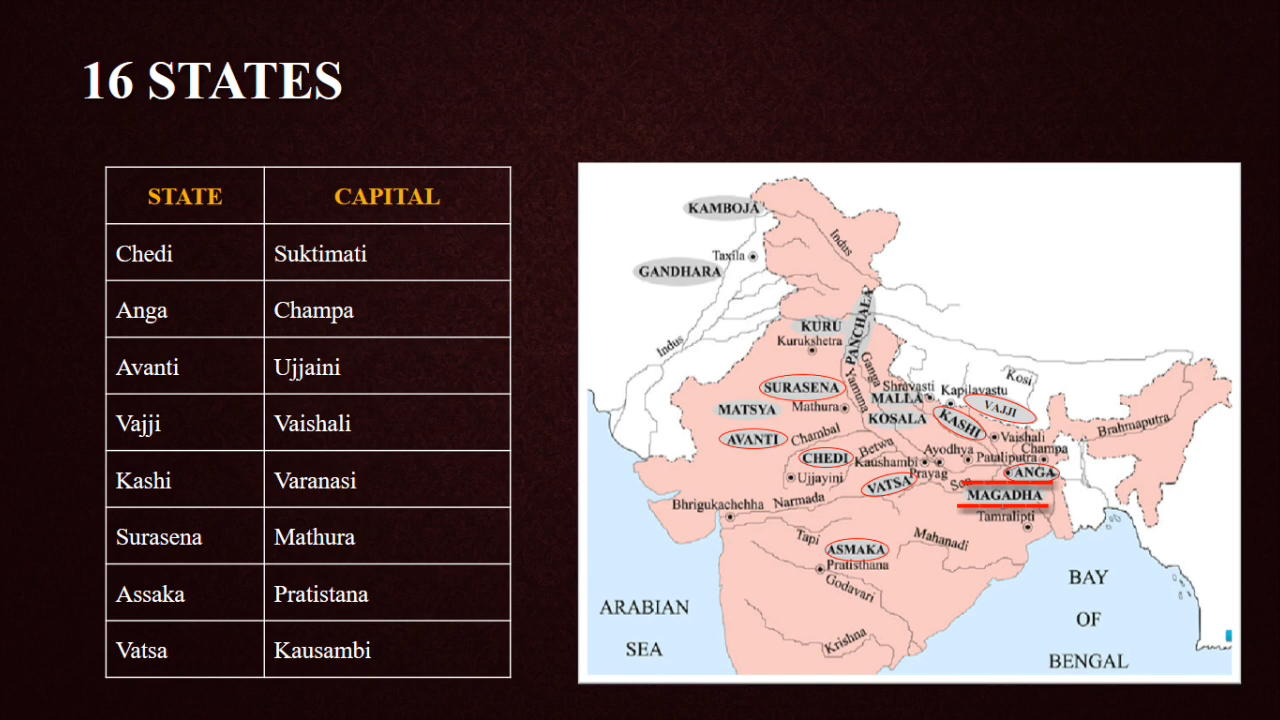 16 STATES
STATE CAPITAL
Chedi Suktimati
Anga Champa
Avanti Ujjaini
Vajji Vaishali
Kashi Varanasi
Surasena Mathura
Assaka Pratistana
Vatsa Kausambi
KAMBOJA
Indus
Taxila
GANDHARA
PANCHALA
KURU
Kurukshetra
Indus
Ganga
Yamuna
Kosi
SURASENA
Shravasti
Kapilavastu
MALLA
VAJJI
MATSYA
Mathura
KOSALA
KASHI
Brahmaputra
AVANTI
Chambal
Vaishali
Betwa
Ayodhya
Champa
CHEDI
Kaushambi
Pataliputra
Prayag
ANGA
Ujjayini
VATSA
Son
MAGADHA
Bhrigukachehha
Narmada
Tamralipti
Tapi
ASMAKA
Mahanadi
Pratisthana
Godavari
Krishna
ARABIAN
SEA
BAY
OF
BENGAL